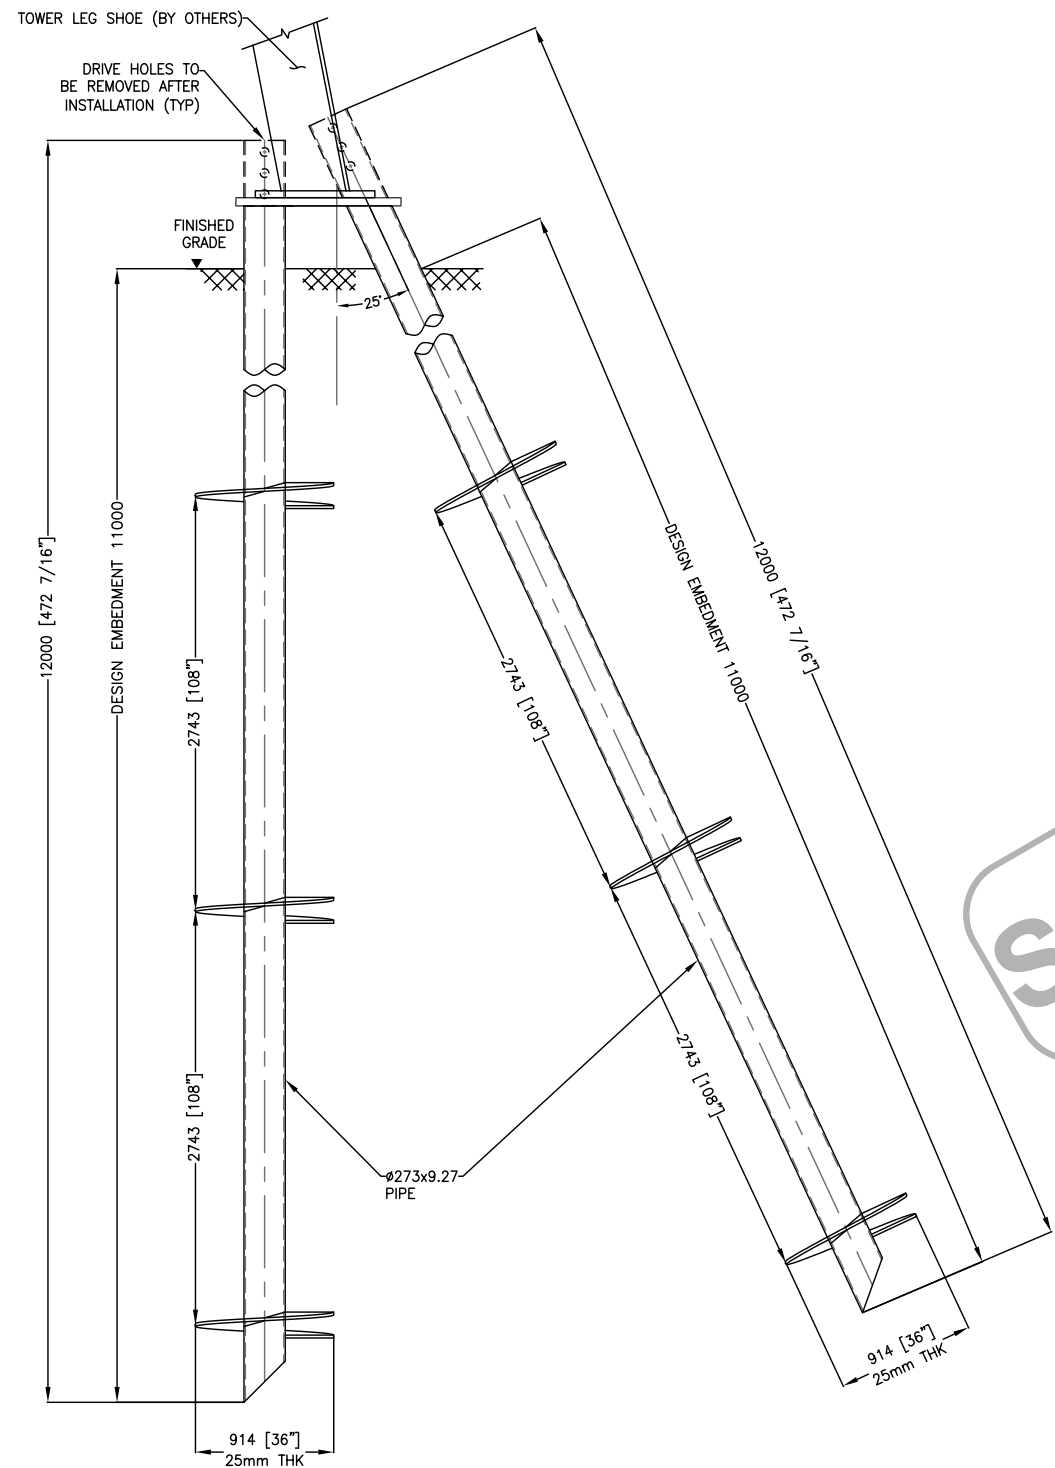 TOWER LEG SHOE (BY OTHERS)
DRIVE HOLES TO
BE REMOVED AFTER
INSTALLATION (TYP)
FINISHED
GRADE
25°
12000 [472 7/16"]
DESIGN EMBEDMENT 11000
2743 [108"]
2743 [108"]
914 [36"]
25mm THK
Ø273x9.27
PIPE
2743 [108"]
2743 [108"]
DESIGN EMBEDMENT 11000
12000 [472 7/16"]
914 [36"]
25mm THK
S